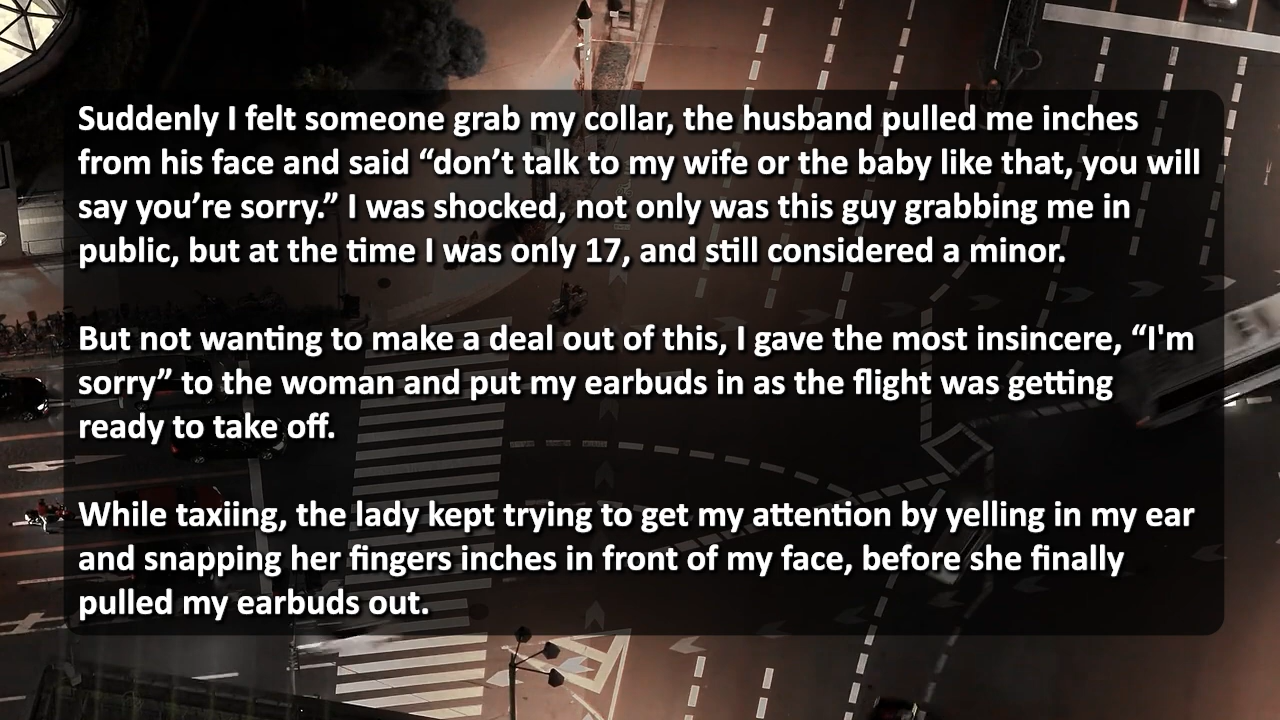 Suddenly I felt someone grab my collar, the husband pulled me inches
from his face and said “don’t talk to my wife or the baby like that, you will
say you’re sorry.” I was shocked, not only was this guy grabbing me in
public, but at the time I was only 17, and still considered a minor.
But not wanting to make a deal out of this, I gave the most insincere, “I'm
sorry” to the woman and put my earbuds in as the flight was getting
ready to take off.
While taxiing, the lady kept trying to get my attention by yelling in my ear
and snapping her fingers inches in front of my face, before she finally
pulled my earbuds out.